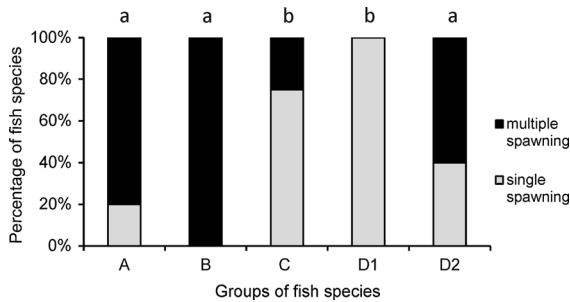 a a b b a
100%
80%
60%
40%
20%
0%
Percentage of fish species
A B C D1 D2
Groups of fish species
multiple
spawning
single
spawning